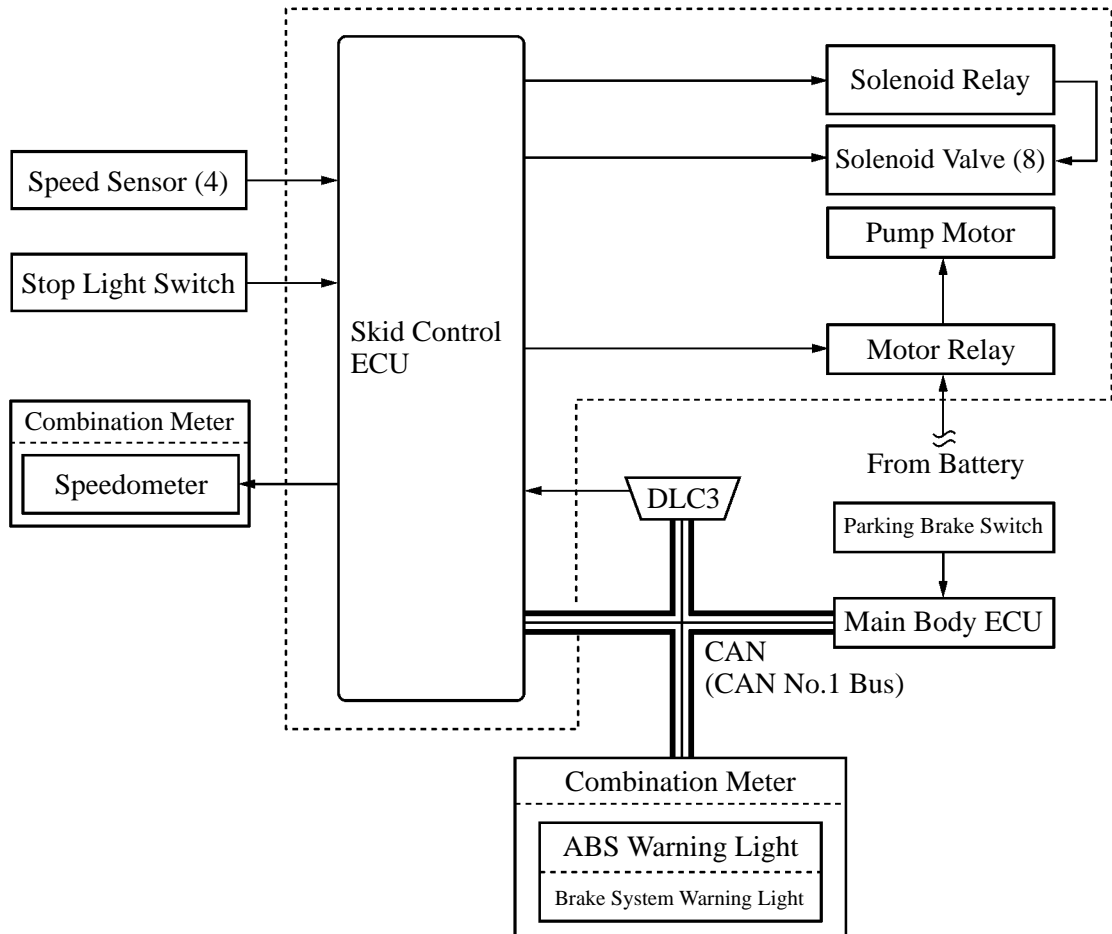 Solenoid Relay
Solenoid Valve (8)
Speed Sensor (4)
Pump Motor
Stop Light Switch
Skid Control
ECU
Motor Relay
Combination Meter
Speedometer
From Battery
DLC3
Parking Brake Switch
Main Body ECU
CAN
(CAN No.1 Bus)
Combination Meter
ABS Warning Light
Brake System Warning Light